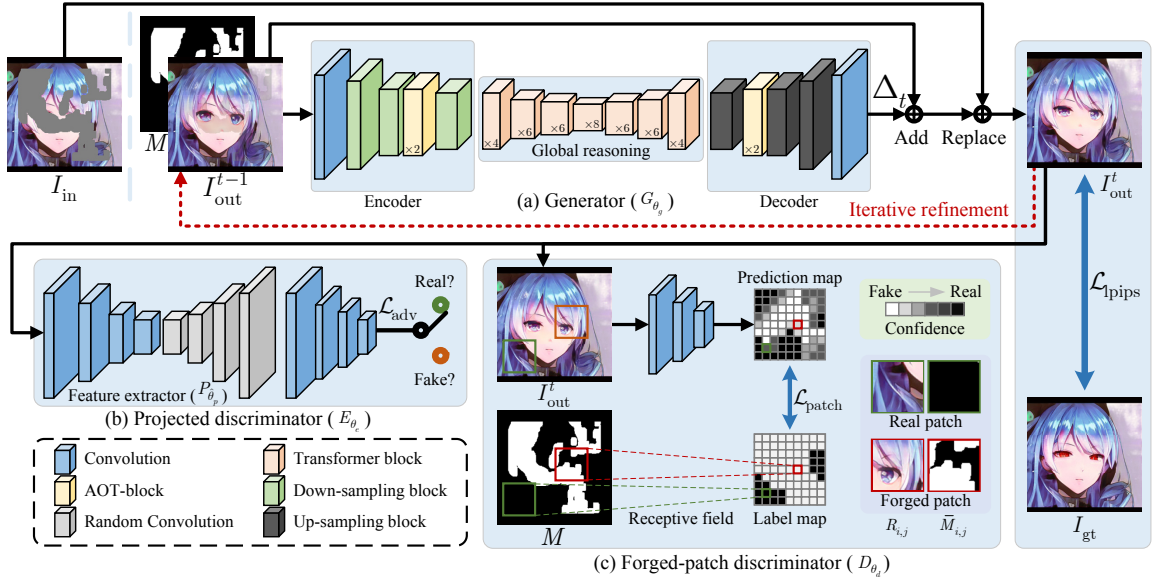 I_in
M
I_out^{t-1}
Encoder
×2
×4
×6
×6
×8
×6
×6
×4
Global reasoning
(a) Generator ( G_{θ_g} )
×2
Decoder
Δ_t
Add
Replace
I_out^t
Iterative refinement
Feature extractor ( P_{θ̂_p} )
L_adv
Real?
Fake?
(b) Projected discriminator ( E_{θ_e} )
Convolution
AOT-block
Random Convolution
Transformer block
Down-sampling block
Up-sampling block
I_out^t
M
Prediction map
L_patch
Receptive field
Label map
Fake
Real
Confidence
Real patch
Forged patch
R_{i,j}
M̄_{i,j}
(c) Forged-patch discriminator ( D_{θ_d} )
L_lpips
I_gt